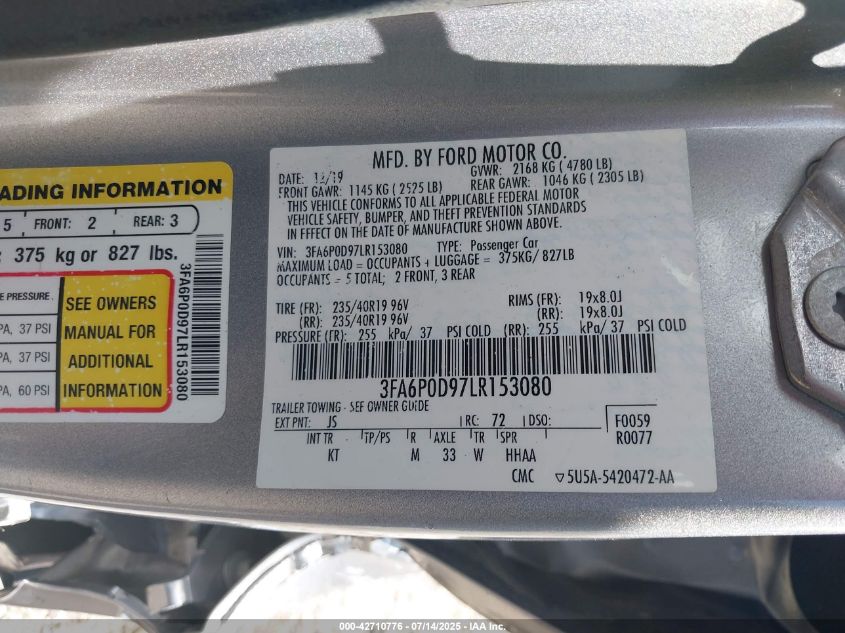 ADING INFORMATION
5 FRONT: 2 REAR: 3
: 375 kg or 827 lbs.
E PRESSURE
PA, 37 PSI
PA, 37 PSI
PA, 60 PSI
SEE OWNERS
MANUAL FOR
ADDITIONAL
INFORMATION
3FA6P0D97LR153080
MFD. BY FORD MOTOR CO.
DATE: 12/19 GVWR: 2168 KG ( 4780 LB)
FRONT GAWR: 1145 KG ( 2525 LB) REAR GAWR: 1046 KG ( 2305 LB)
THIS VEHICLE CONFORMS TO ALL APPLICABLE FEDERAL MOTOR
VEHICLE SAFETY, BUMPER, AND THEFT PREVENTION STANDARDS
IN EFFECT ON THE DATE OF MANUFACTURE SHOWN ABOVE.
VIN: 3FA6P0D97LR153080 TYPE: Passenger Car
MAXIMUM LOAD = OCCUPANTS + LUGGAGE = 375KG/ 827LB
OCCUPANTS = 5 TOTAL; 2 FRONT, 3 REAR
TIRE (FR): 235/40R19 96V RIMS (FR): 19x8.0J
(RR): 235/40R19 96V (RR): 19x8.0J
PRESSURE (FR): 255 kPa/ 37 PSI COLD (RR): 255 kPa/ 37 PSI COLD
3FA6P0D97LR153080
TRAILER TOWING - SEE OWNER GUIDE
EXT PNT: JS RC: 72 DSO: F0059
R0077
INT TR TP/PS R AXLE TR SPR
KT M 33 W HHAA
CMC ▽5U5A-5420472-AA
000-42710776 | 07/14/2025 | IAA Inc.